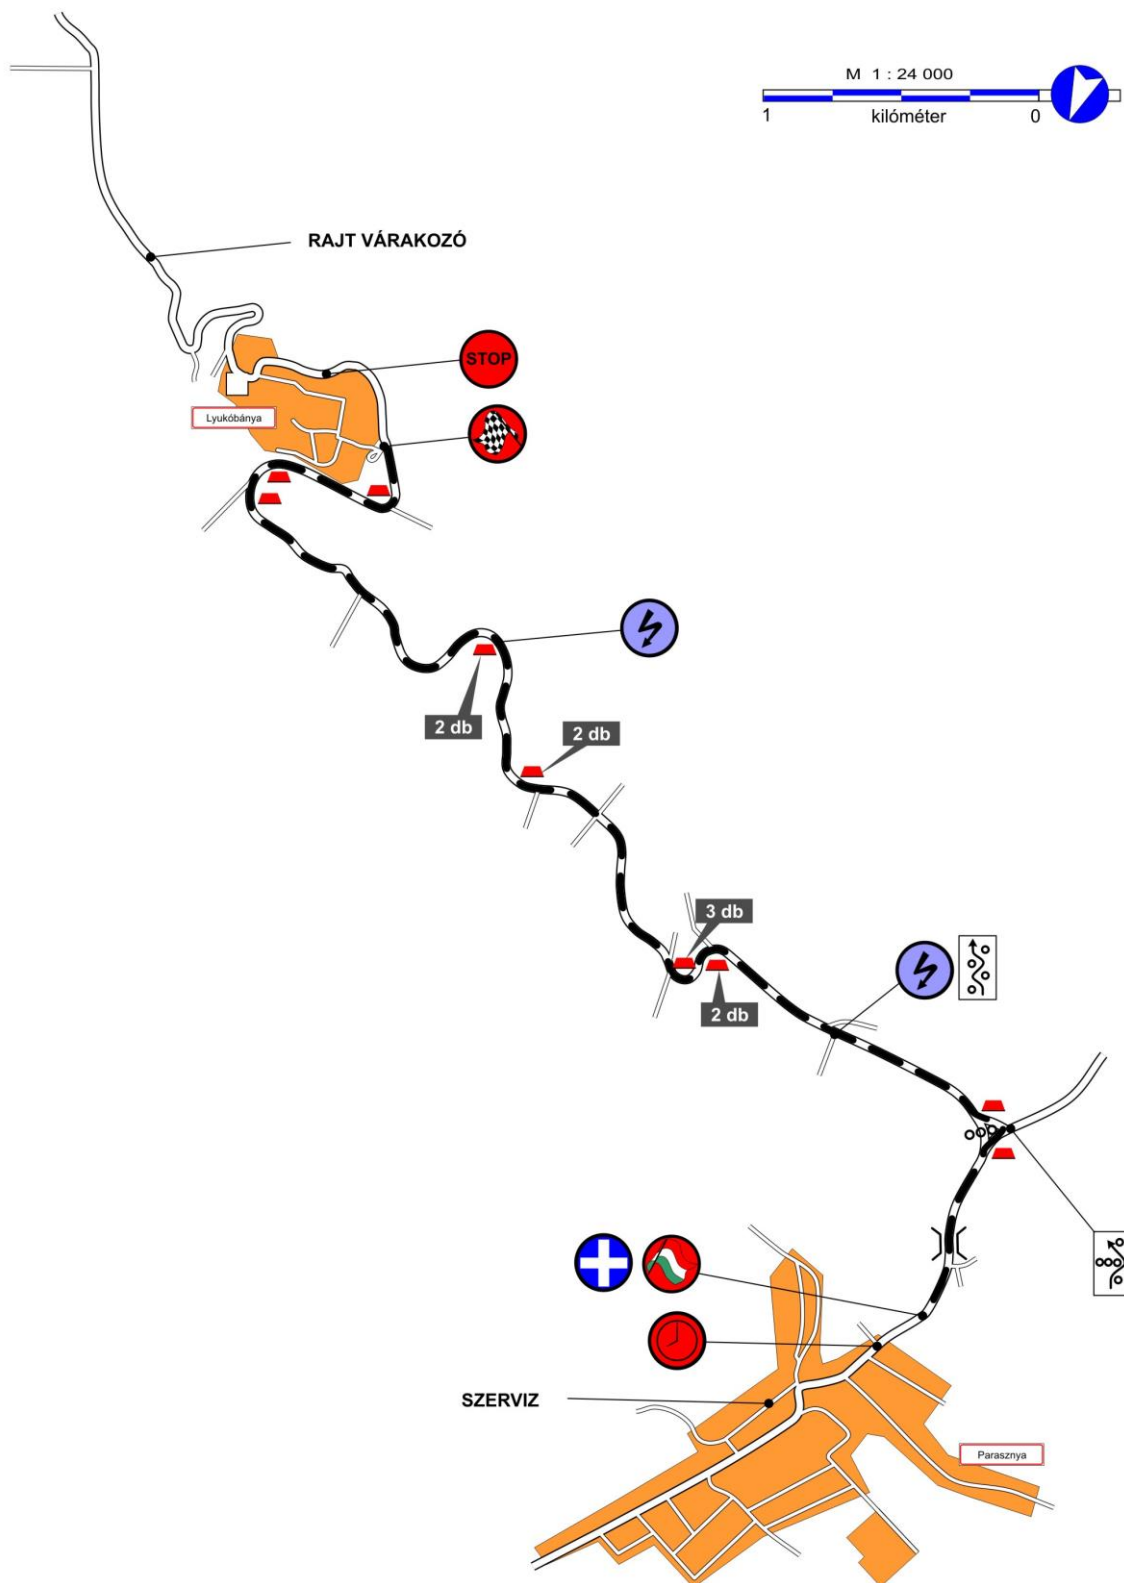 M 1 : 24 000
1 kilóméter 0
RAJT VÁRAKOZÓ
STOP
Lyukóbánya
2 db
2 db
3 db
2 db
SZERVIZ
Parasznya